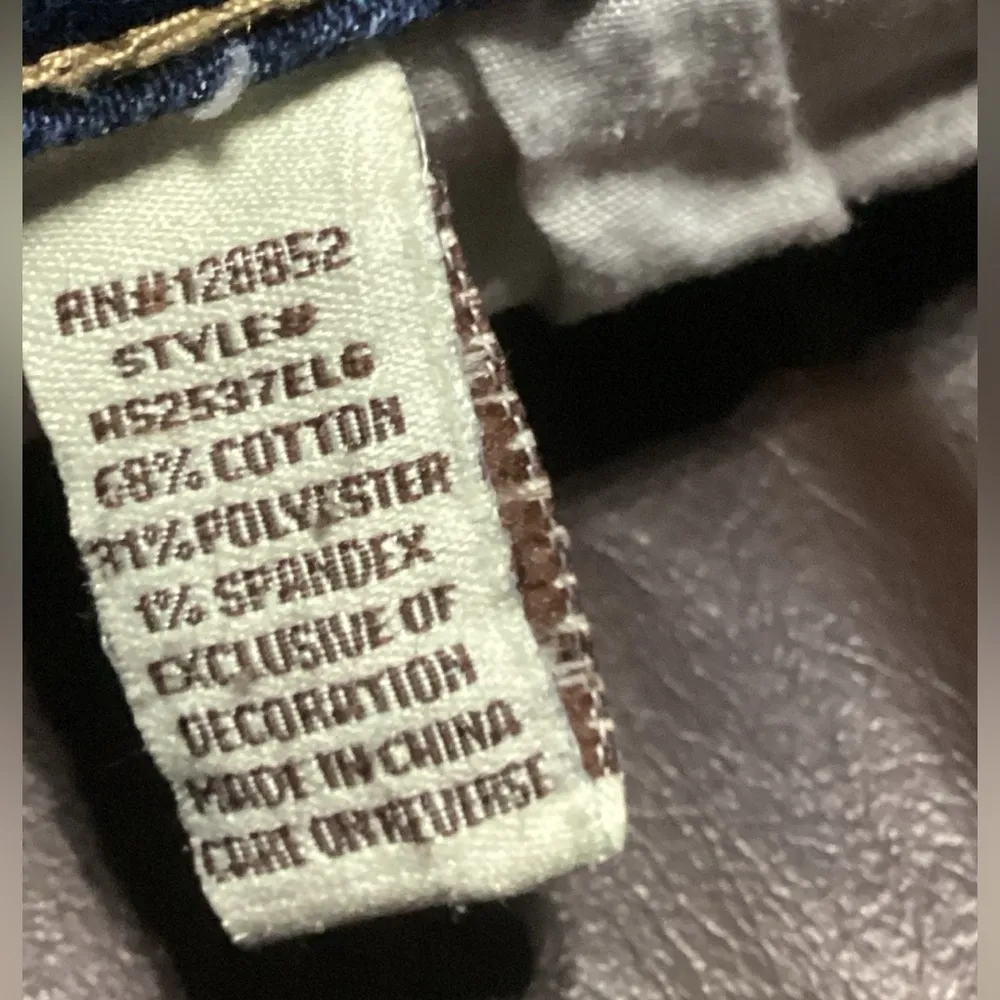 RN#128852
STYLE#
HS2537EL6
68% COTTON
31% POLYESTER
1% SPANDEX
EXCLUSIVE OF
DECORATION
MADE IN CHINA
CARE ON REVERSE